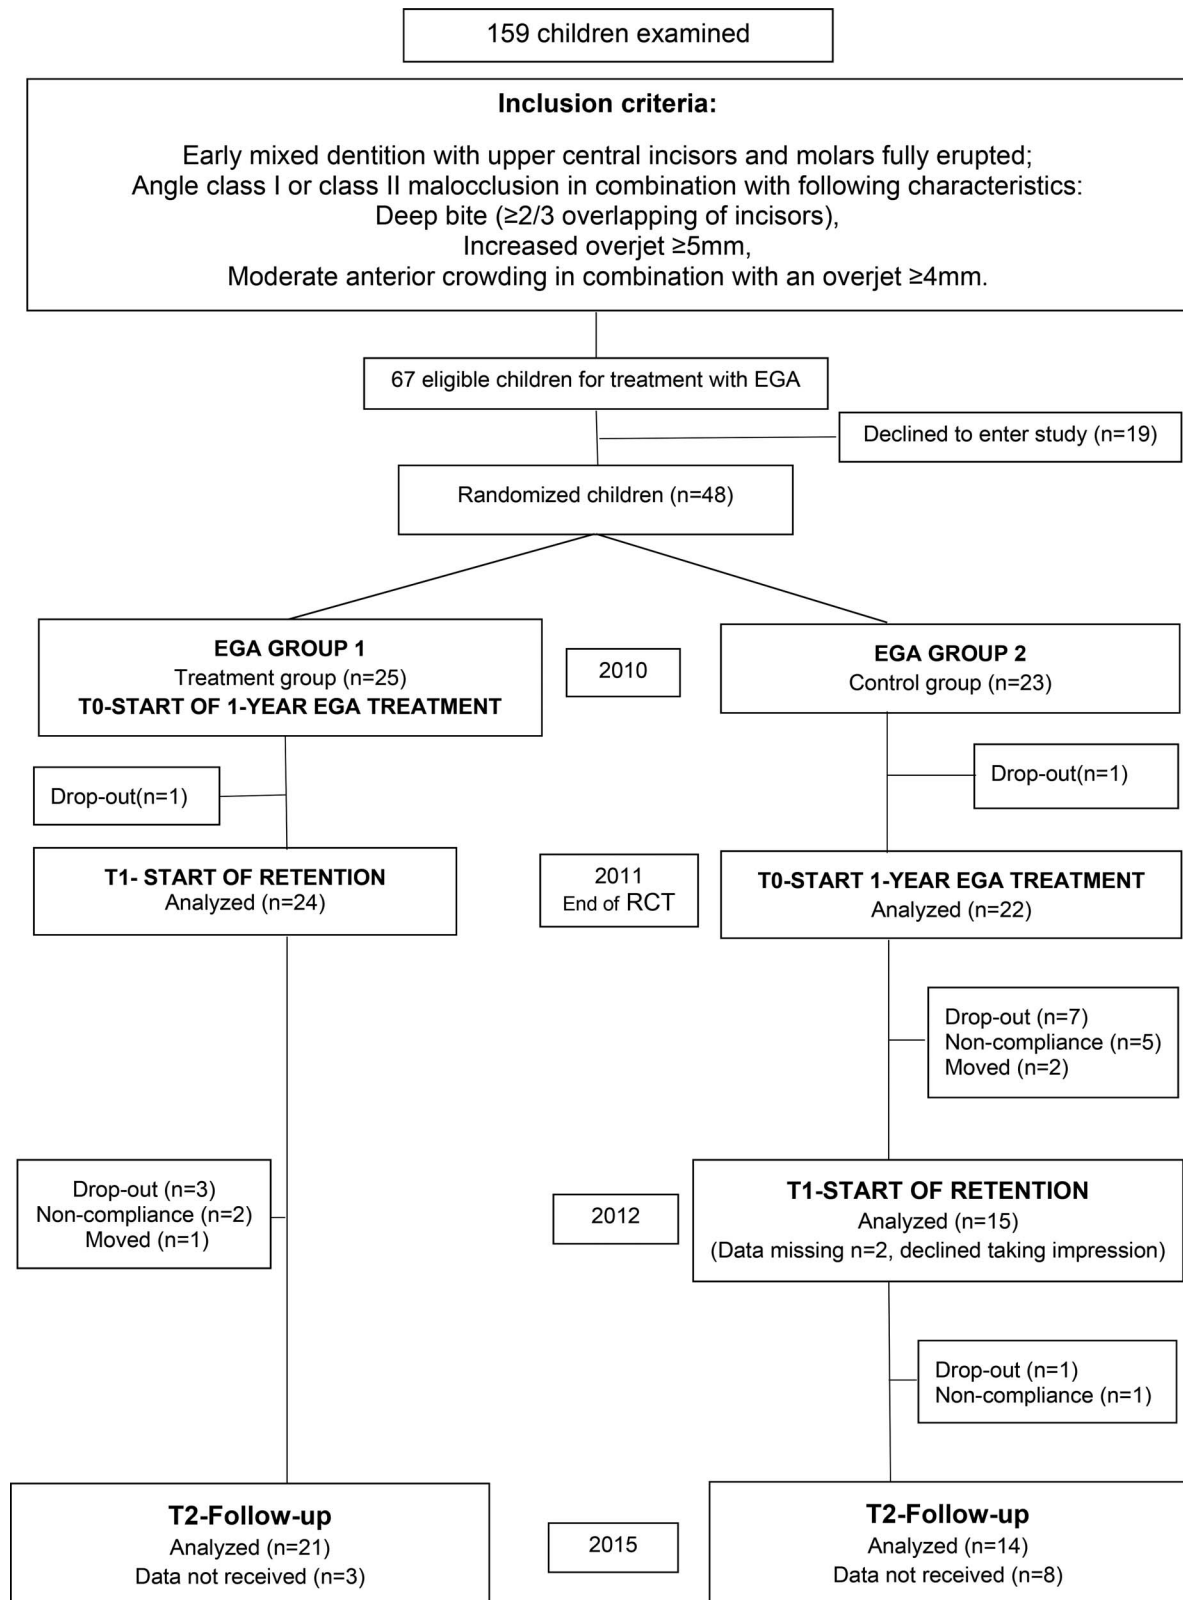 159 children examined
Inclusion criteria:
Early mixed dentition with upper central incisors and molars fully erupted;
Angle class I or class II malocclusion in combination with following characteristics:
Deep bite (≥2/3 overlapping of incisors),
Increased overjet ≥5mm,
Moderate anterior crowding in combination with an overjet ≥4mm.
67 eligible children for treatment with EGA
Declined to enter study (n=19)
Randomized children (n=48)
EGA GROUP 1
Treatment group (n=25)
T0-START OF 1-YEAR EGA TREATMENT
2010
EGA GROUP 2
Control group (n=23)
Drop-out(n=1)
Drop-out(n=1)
T1- START OF RETENTION
Analyzed (n=24)
2011
End of RCT
T0-START 1-YEAR EGA TREATMENT
Analyzed (n=22)
Drop-out (n=7)
Non-compliance (n=5)
Moved (n=2)
Drop-out (n=3)
Non-compliance (n=2)
Moved (n=1)
2012
T1-START OF RETENTION
Analyzed (n=15)
(Data missing n=2, declined taking impression)
Drop-out (n=1)
Non-compliance (n=1)
T2-Follow-up
Analyzed (n=21)
Data not received (n=3)
2015
T2-Follow-up
Analyzed (n=14)
Data not received (n=8)